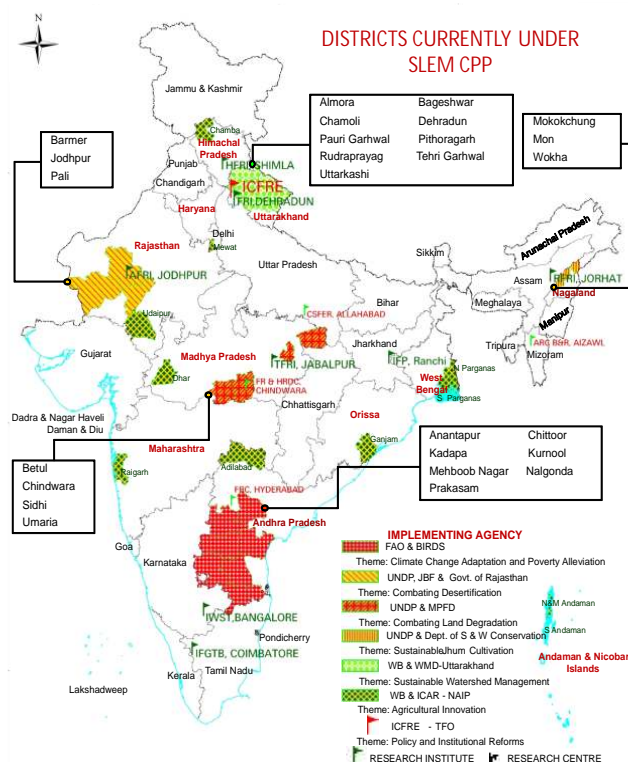 N
DISTRICTS CURRENTLY UNDER
SLEM CPP
Jammu & Kashmir
Almora Bageshwar
Chamoli Dehradun
Pauri Garhwal Pithoragarh
Rudraprayag Tehri Garhwal
Uttarkashi
Mokokchung
Mon
Wokha
Barmer
Jodhpur
Pali
Chamba
Himachal
Pradesh
Punjab
HFRI, SHIMLA
Chandigarh
ICFRE
FRI,DEHRADUN
Haryana
Uttarakhand
Delhi
Mewat
Rajasthan
Uttar Pradesh
Sikkim
Arunachal Pradesh
AFRI, JODHPUR
Assam
RFRI, JORHAT
Nagaland
Bihar
Meghalaya
Manipur
Udaipur
CSFER, ALLAHABAD
Jharkhand
Tripura
ARC B&R, AIZAWL
Mizoram
Gujarat
Madhya Pradesh
TFRI, JABALPUR
IFP, Ranchi
N Parganas
West
Bengal
S Parganas
Dhar
FR & HRDC,
CHINDWARA
Chhattisgarh
Orissa
Dadra & Nagar Haveli
Daman & Diu
Maharashtra
Ganjam
Raigarh
Adilabad
Betul
Chindwara
Sidhi
Umaria
Anantapur Chittoor
Kadapa Kurnool
Mehboob Nagar Nalgonda
Prakasam
FRC, HYDERABAD
Andhra Pradesh
Goa
Karnataka
IWST,BANGALORE
Pondicherry
IFGTB, COIMBATORE
Tamil Nadu
Kerala
Lakshadweep
IMPLEMENTING AGENCY
FAO & BIRDS
Theme: Climate Change Adaptation and Poverty Alleviation
UNDP, JBF & Govt. of Rajasthan
Theme: Combating Desertification
UNDP & MPFD
Theme: Combating Land Degradation
UNDP & Dept. of S & W Conservation
Theme: SustainableJhum Cultivation
WB & WMD-Uttarakhand
Theme: Sustainable Watershed Management
WB & ICAR - NAIP
Theme: Agricultural Innovation
ICFRE - TFO
Theme: Policy and Institutional Reforms
RESEARCH INSTITUTE RESEARCH CENTRE
N&M Andaman
S Andaman
Andaman & Nicobar
Islands